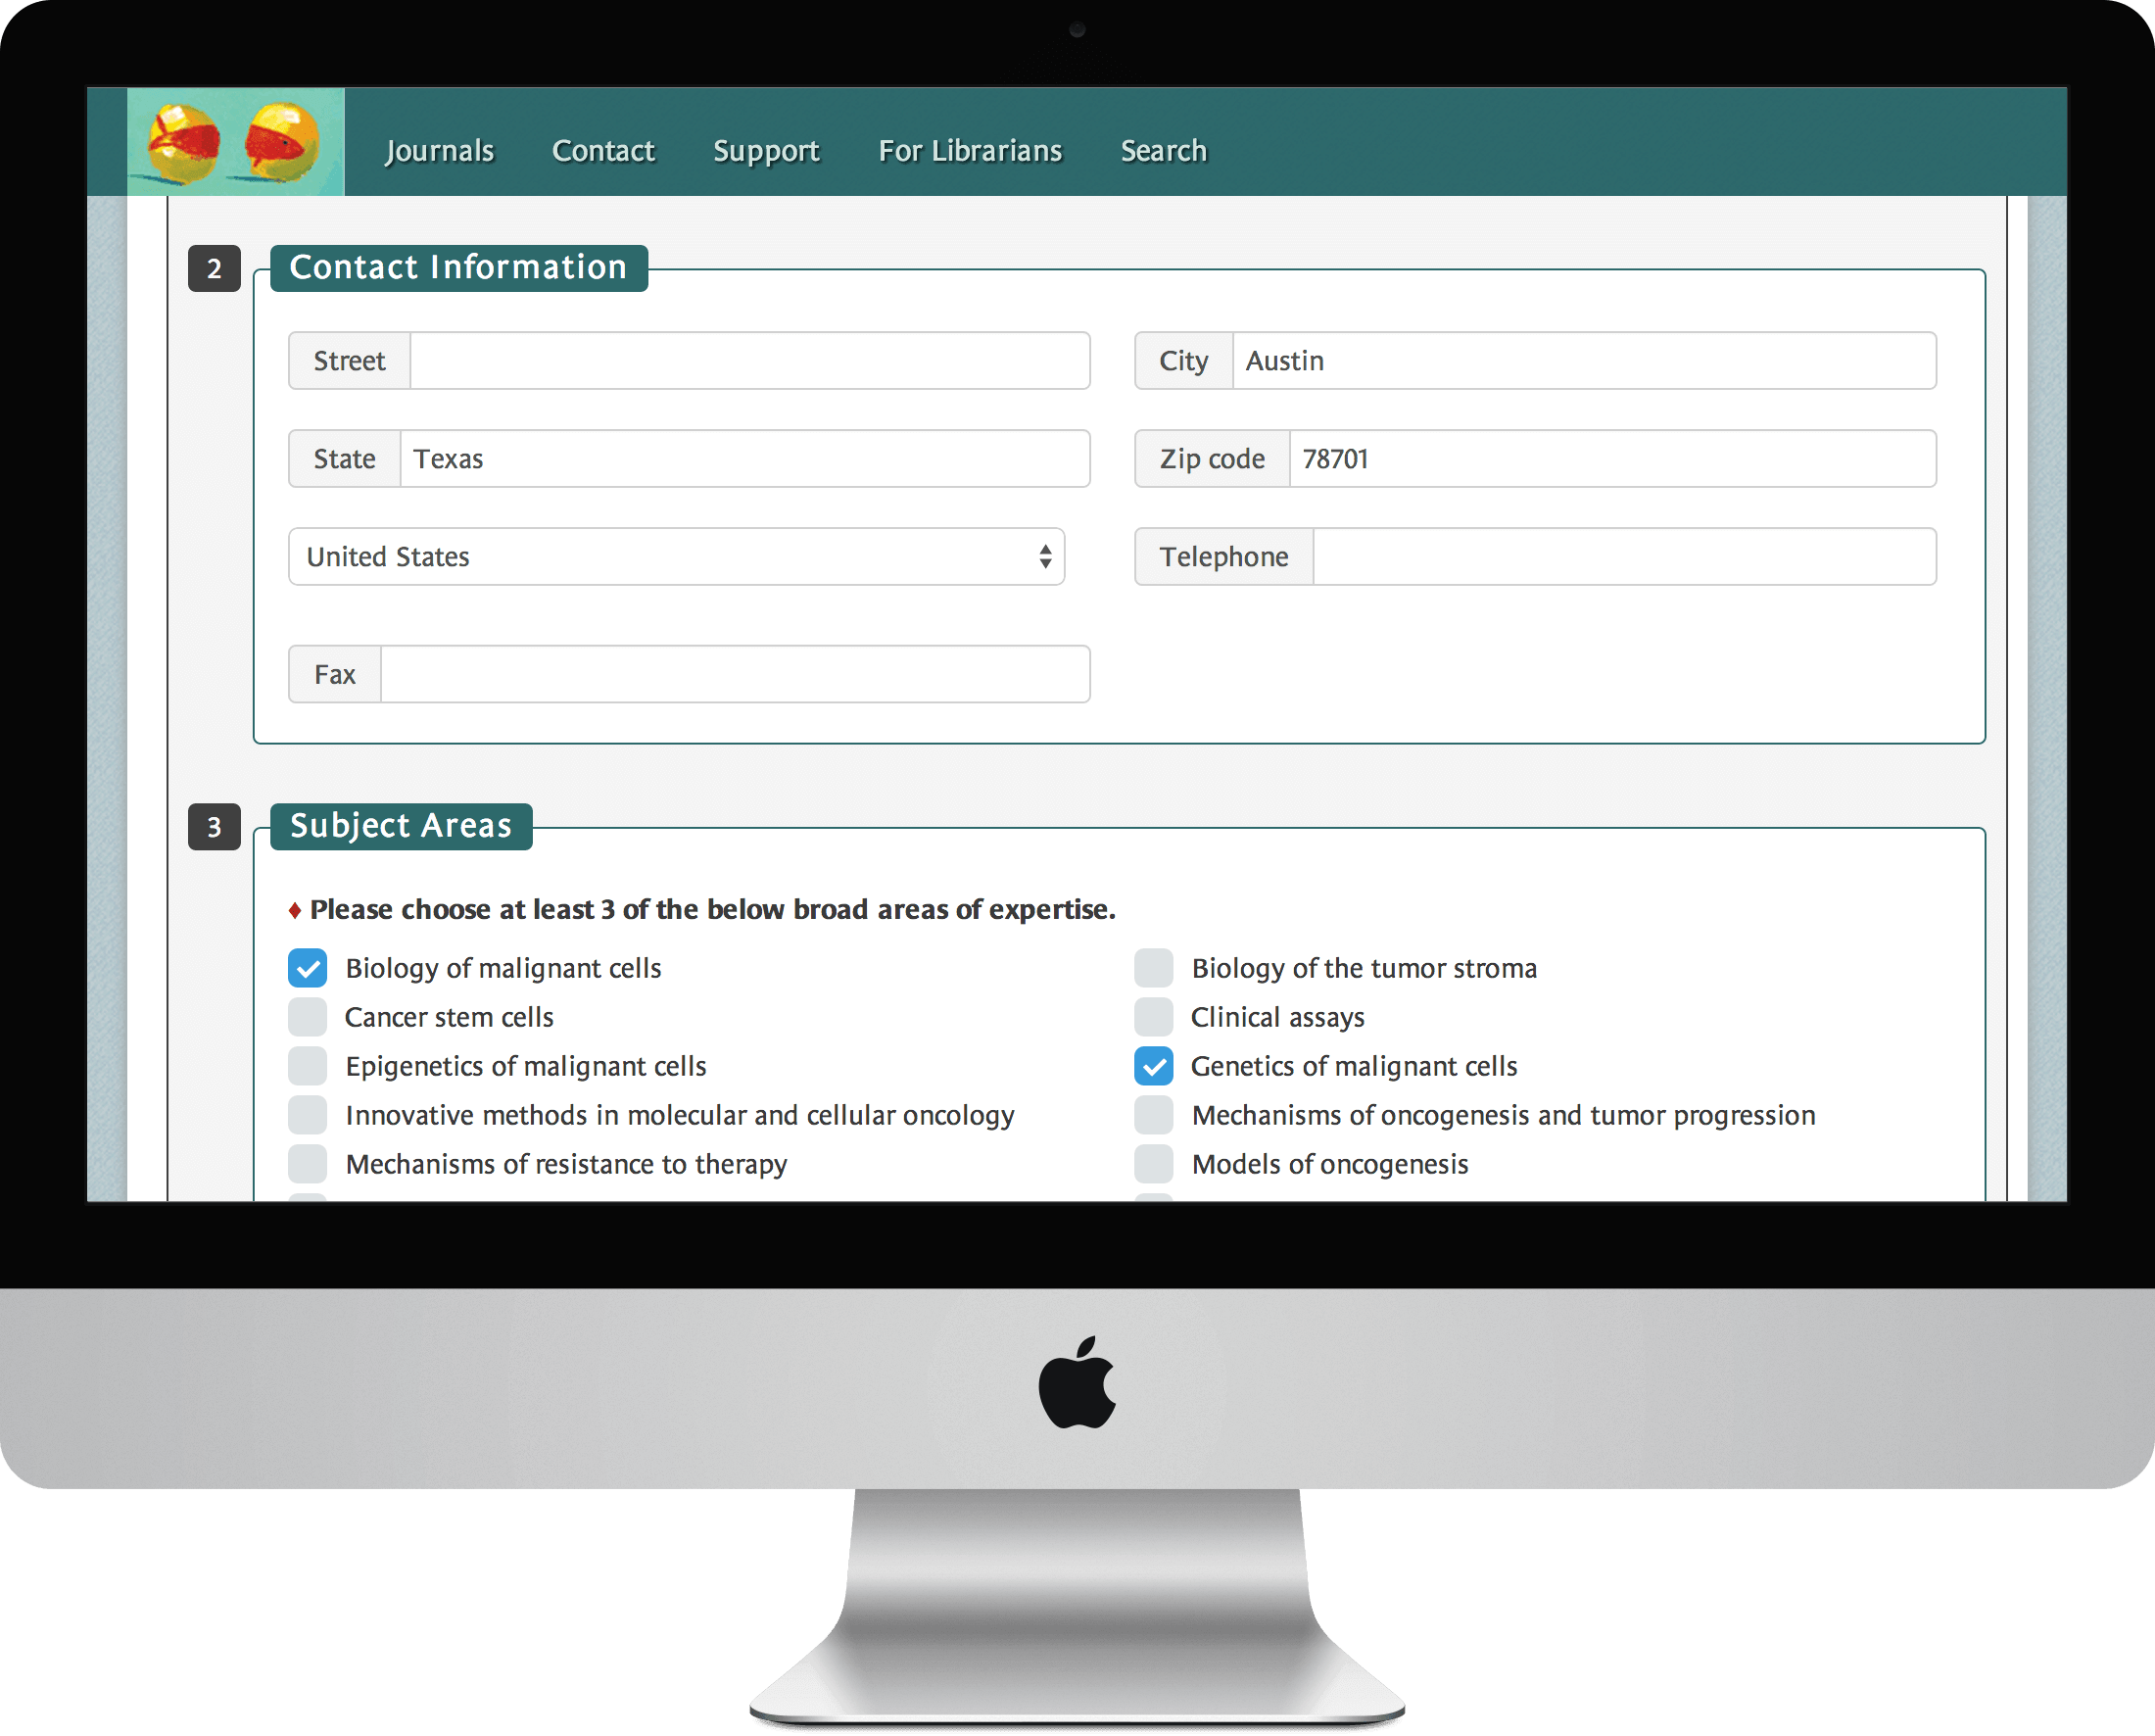 Journals Contact Support For Librarians Search
2 Contact Information
Street City Austin
State Texas Zip code 78701
United States Telephone
Fax
3 Subject Areas
♦ Please choose at least 3 of the below broad areas of expertise.
Biology of malignant cells Biology of the tumor stroma
Cancer stem cells Clinical assays
Epigenetics of malignant cells Genetics of malignant cells
Innovative methods in molecular and cellular oncology Mechanisms of oncogenesis and tumor progression
Mechanisms of resistance to therapy Models of oncogenesis